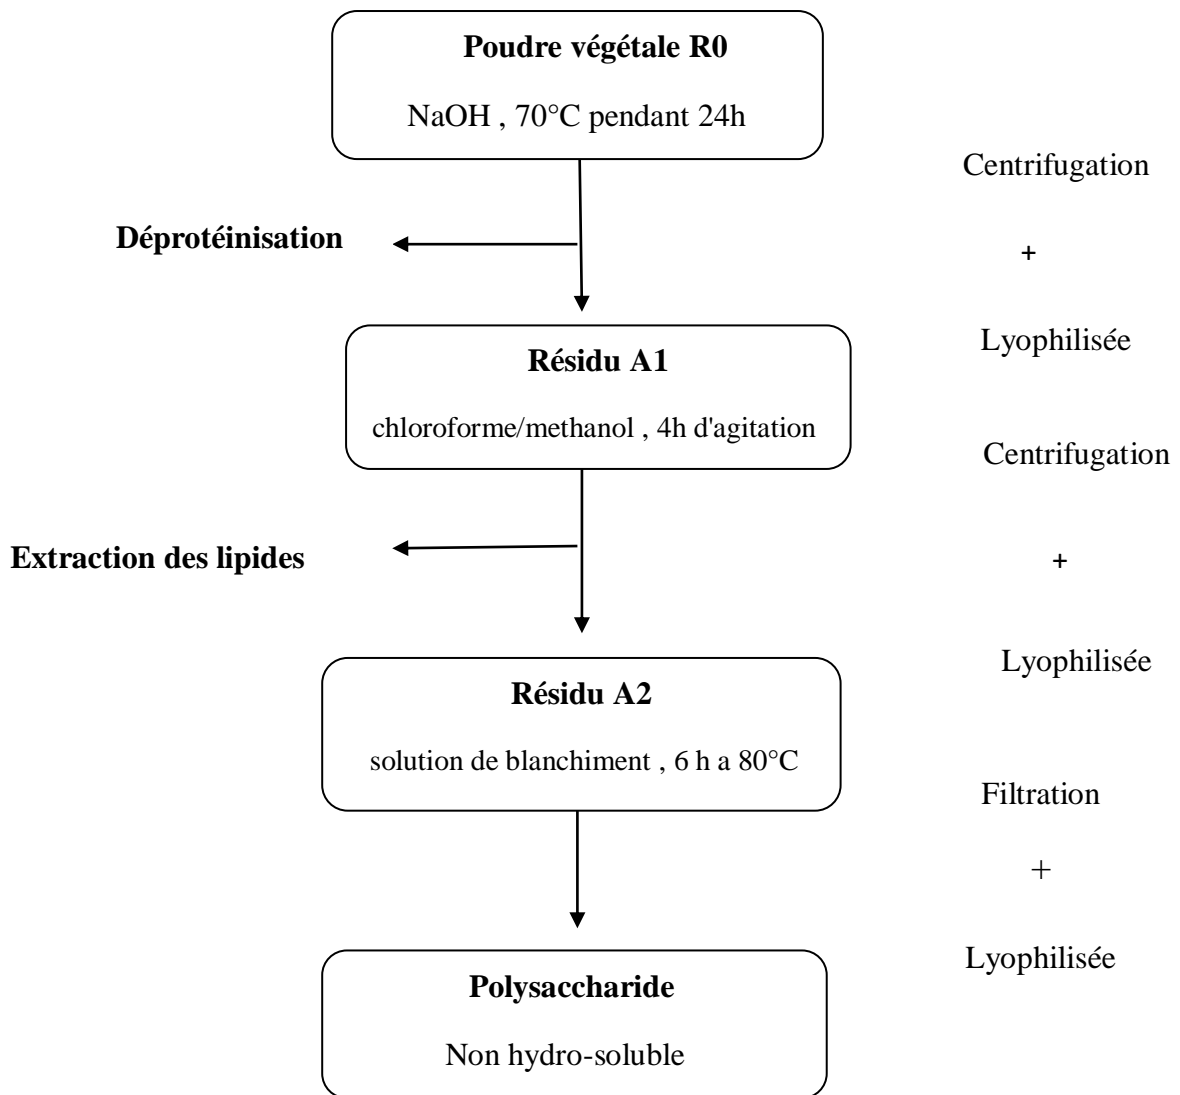 Poudre végétale R0
NaOH , 70°C pendant 24h
Centrifugation
Déprotéinisation
+
Lyophilisée
Résidu A1
chloroforme/methanol , 4h d'agitation
Centrifugation
Extraction des lipides
+
Lyophilisée
Résidu A2
solution de blanchiment , 6 h a 80°C
Filtration
+
Lyophilisée
Polysaccharide
Non hydro-soluble